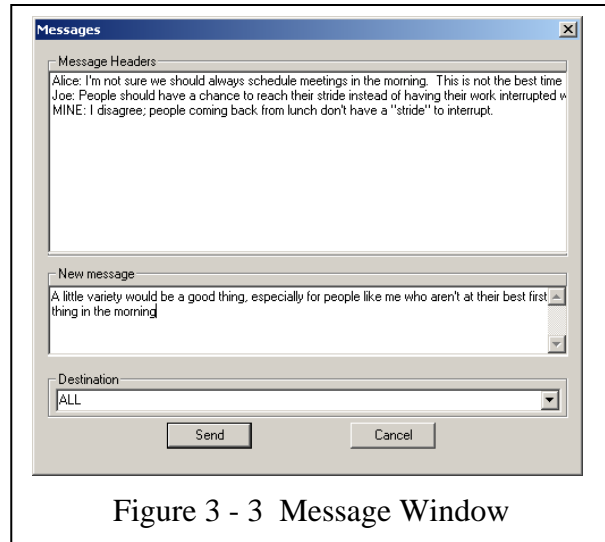 Messages
Message Headers
Alice: I'm not sure we should always schedule meetings in the morning.  This is not the best time
Joe: People should have a chance to reach their stride instead of having their work interrupted w
MINE: I disagree; people coming back from lunch don't have a "stride" to interrupt.
New message
A little variety would be a good thing, especially for people like me who aren't at their best first
thing in the morning
Destination
ALL
Send Cancel
Figure 3 - 3  Message Window